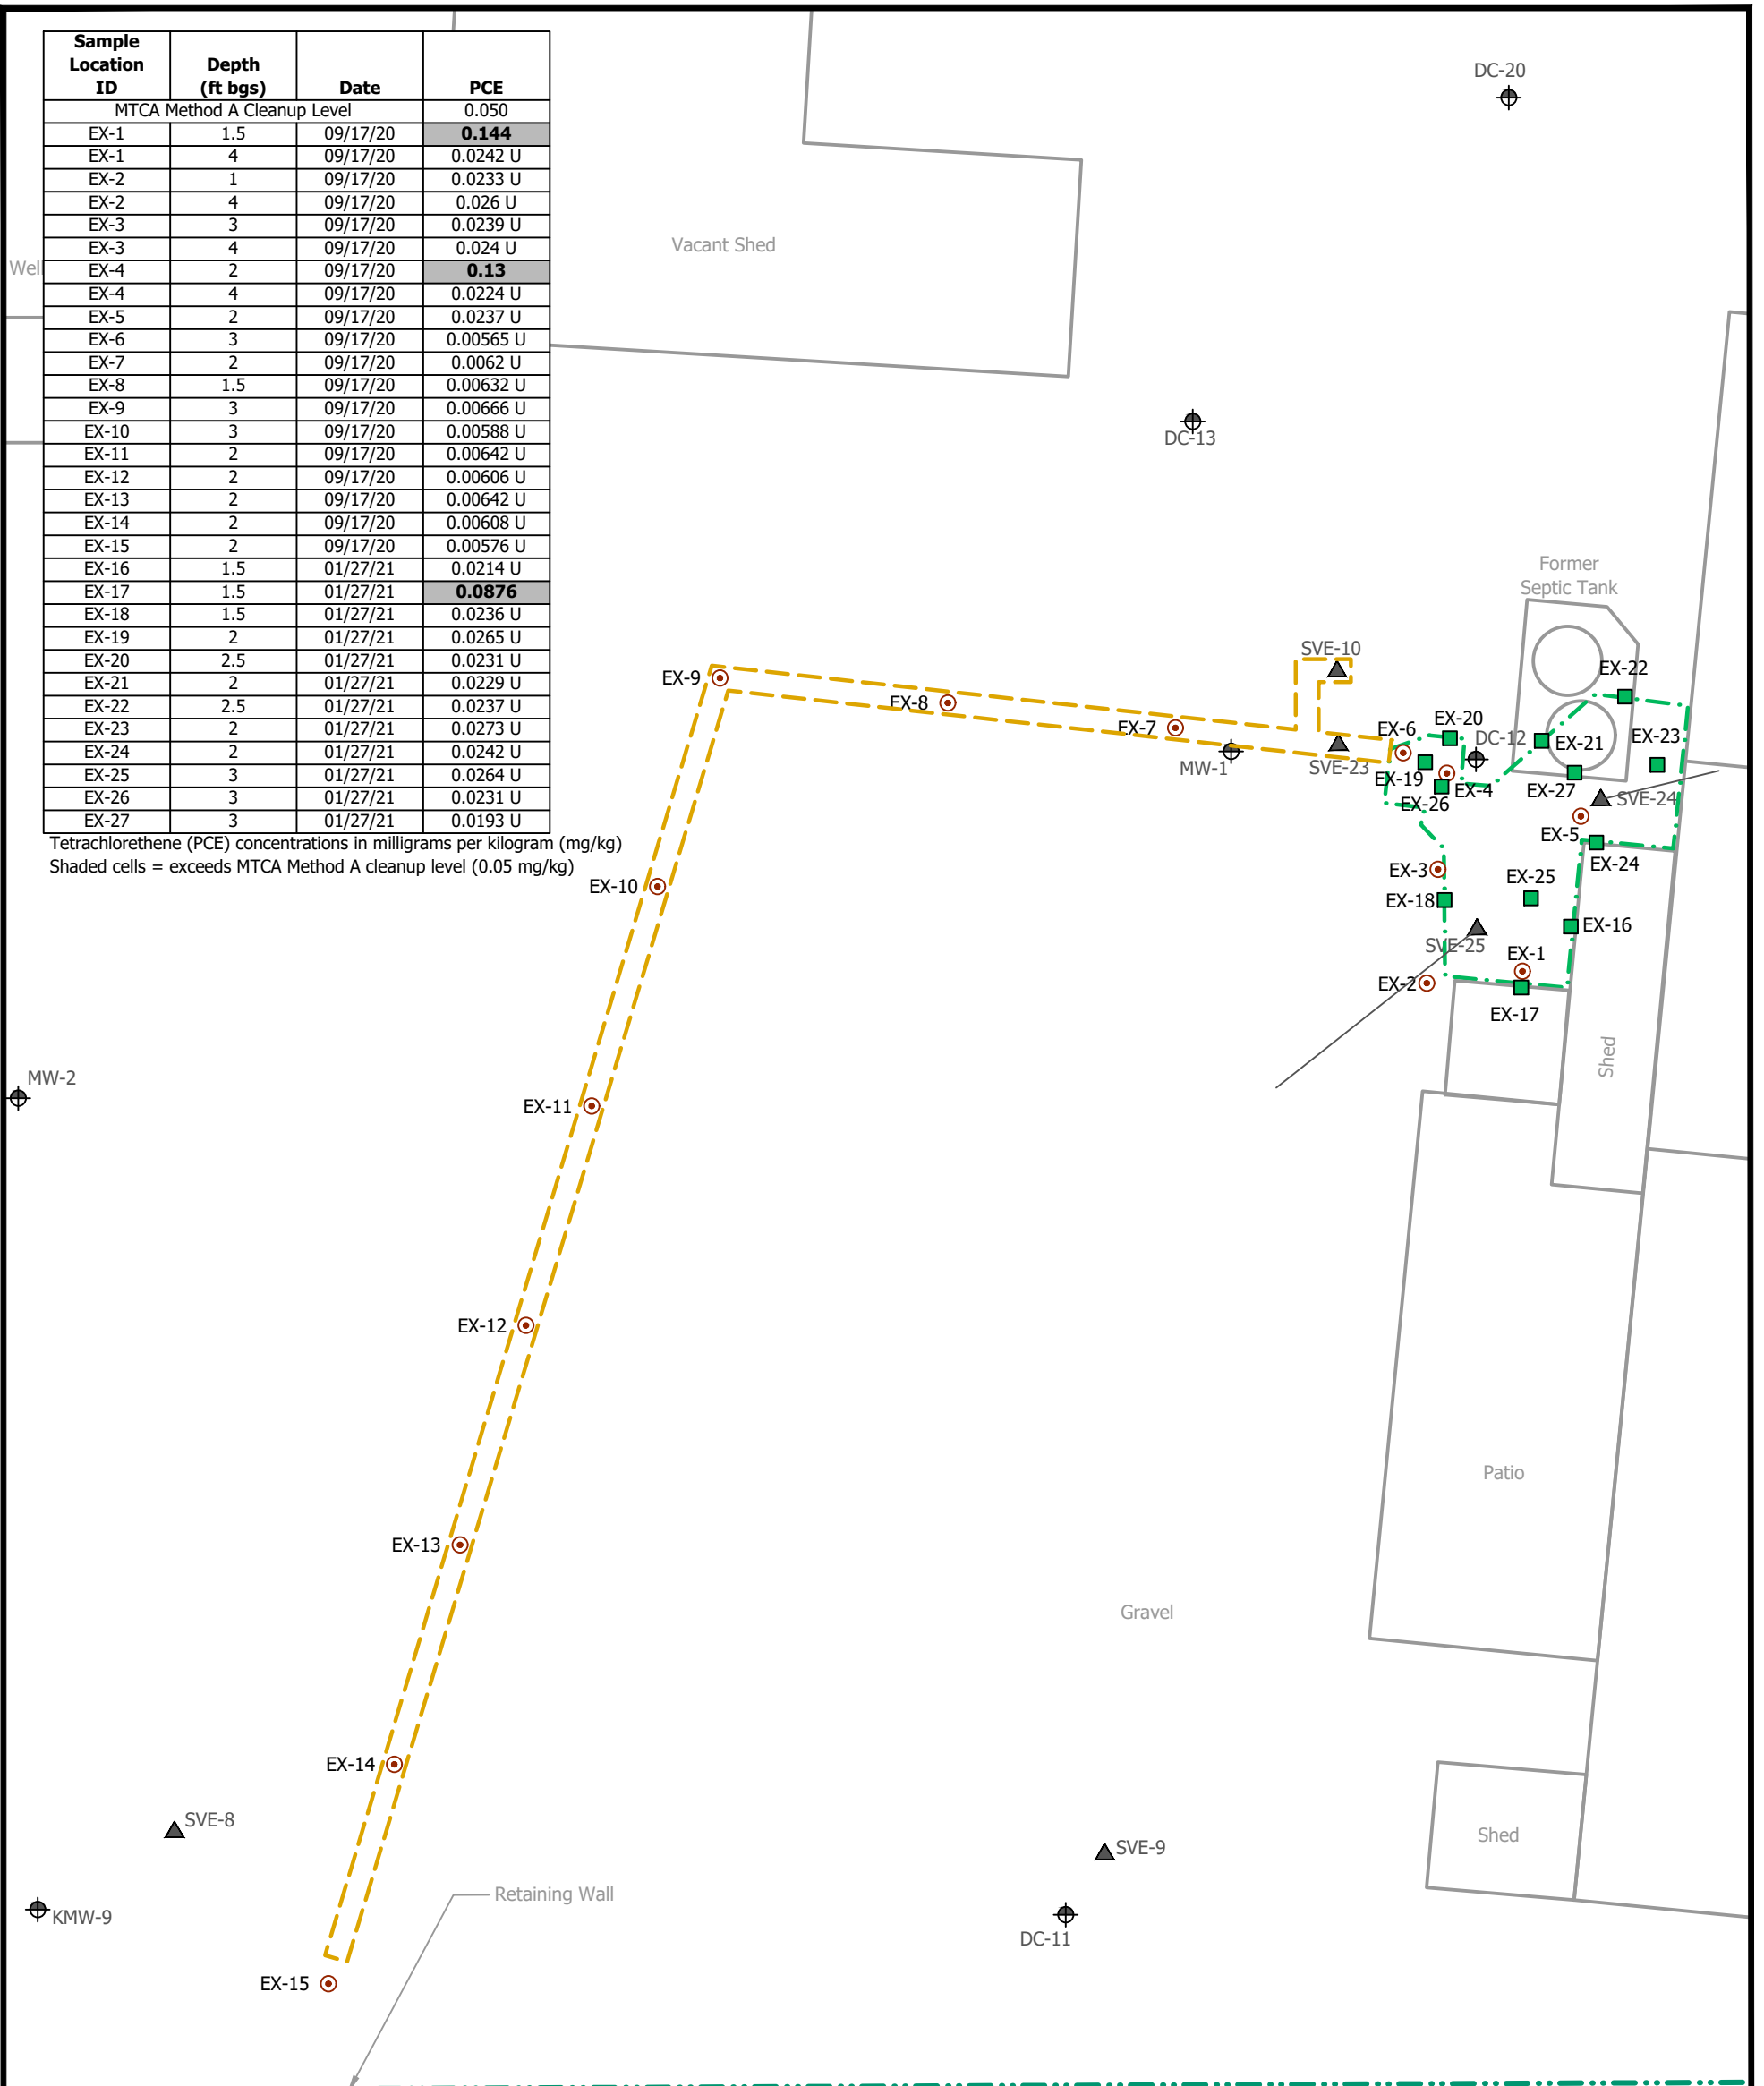 Sample Location ID Depth (ft bgs) Date PCE
MTCA Method A Cleanup Level 0.050
EX-1 1.5 09/17/20 0.144
EX-1 4 09/17/20 0.0242 U
EX-2 1 09/17/20 0.0233 U
EX-2 4 09/17/20 0.026 U
EX-3 3 09/17/20 0.0239 U
EX-3 4 09/17/20 0.024 U
EX-4 2 09/17/20 0.13
EX-4 4 09/17/20 0.0224 U
EX-5 2 09/17/20 0.0237 U
EX-6 3 09/17/20 0.00565 U
EX-7 2 09/17/20 0.0062 U
EX-8 1.5 09/17/20 0.00632 U
EX-9 3 09/17/20 0.00666 U
EX-10 3 09/17/20 0.00588 U
EX-11 2 09/17/20 0.00642 U
EX-12 2 09/17/20 0.00606 U
EX-13 2 09/17/20 0.00642 U
EX-14 2 09/17/20 0.00608 U
EX-15 2 09/17/20 0.00576 U
EX-16 1.5 01/27/21 0.0214 U
EX-17 1.5 01/27/21 0.0876
EX-18 1.5 01/27/21 0.0236 U
EX-19 2 01/27/21 0.0265 U
EX-20 2.5 01/27/21 0.0231 U
EX-21 2 01/27/21 0.0229 U
EX-22 2.5 01/27/21 0.0237 U
EX-23 2 01/27/21 0.0273 U
EX-24 2 01/27/21 0.0242 U
EX-25 3 01/27/21 0.0264 U
EX-26 3 01/27/21 0.0231 U
EX-27 3 01/27/21 0.0193 U
Tetrachlorethene (PCE) concentrations in milligrams per kilogram (mg/kg)
Shaded cells = exceeds MTCA Method A cleanup level (0.05 mg/kg)
Well
DC-20
Vacant Shed
DC-13
Former
Septic Tank
SVE-10
EX-22
EX-9
EX-8
EX-7
EX-6
EX-20
DC-12
EX-21
EX-23
MW-1
SVE-23
EX-19
EX-4
EX-27
SVE-24
EX-26
EX-5
EX-24
EX-3
EX-10
EX-25
EX-18
EX-16
SVE-25
EX-1
EX-2
EX-17
Shed
MW-2
EX-11
EX-12
Patio
EX-13
Gravel
EX-14
SVE-8
Shed
SVE-9
Retaining Wall
KMW-9
DC-11
EX-15